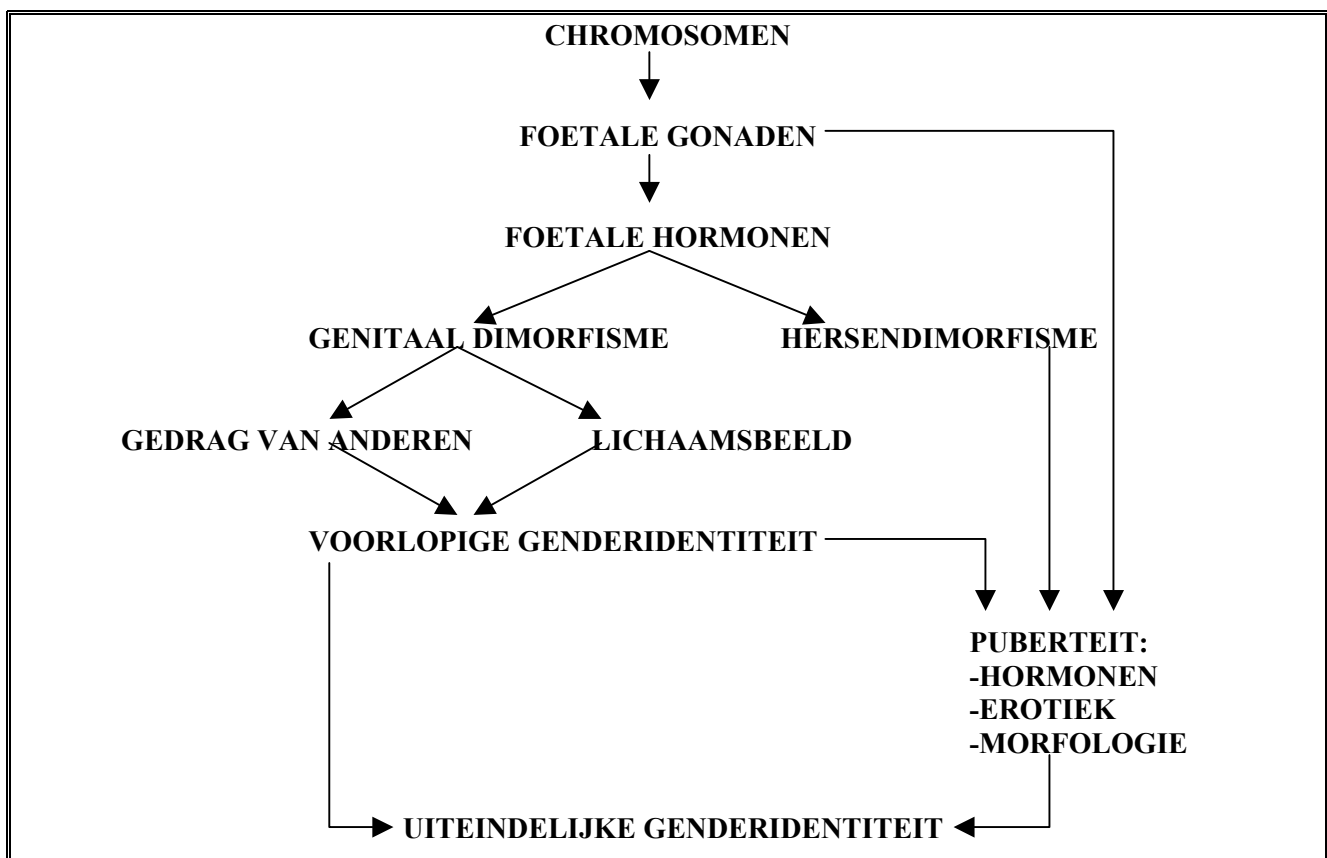 CHROMOSOMEN
FOETALE GONADEN
FOETALE HORMONEN
GENITAAL DIMORFISME
HERSENDIMORFISME
GEDRAG VAN ANDEREN
LICHAAMSBEELD
VOORLOPIGE GENDERIDENTITEIT
PUBERTEIT:
-HORMONEN
-EROTIEK
-MORFOLOGIE
UITEINDELIJKE GENDERIDENTITEIT